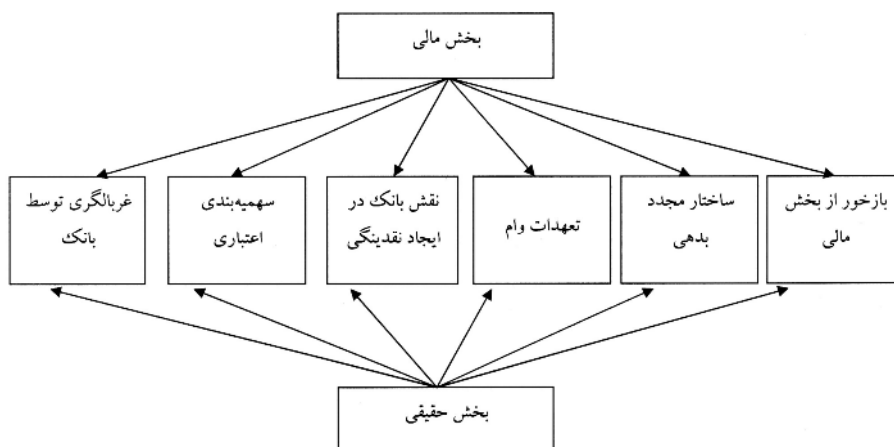 بخش مالی
بازخور از بخش
مالی
ساختار مجدد
بدهی
تعهدات وام
نقش بانک در
ایجاد نقدینگی
سهمیه‌بندی
اعتباری
غربالگری توسط
بانک
بخش حقیقی